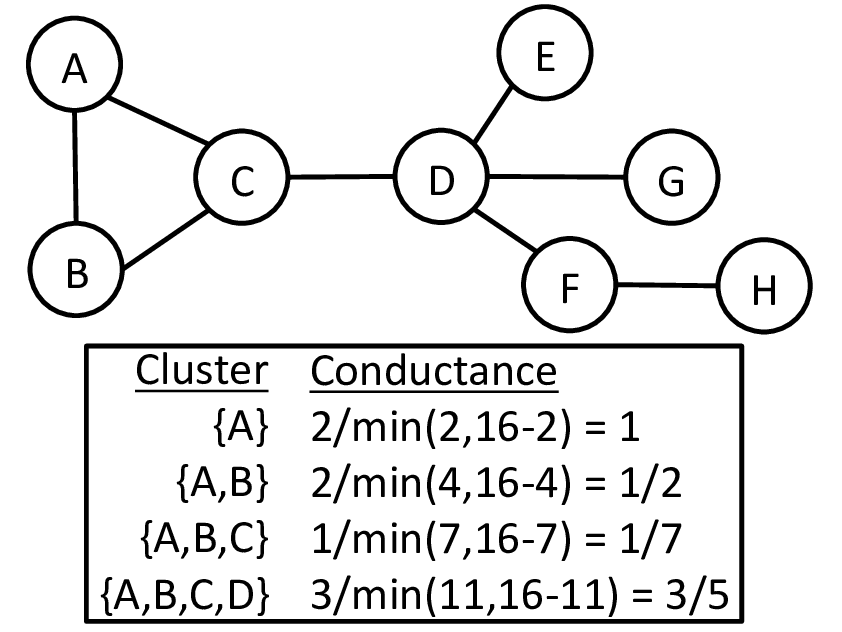 A
E
C
D
G
B
F
H
Cluster Conductance
{A} 2/min(2,16-2) = 1
{A,B} 2/min(4,16-4) = 1/2
{A,B,C} 1/min(7,16-7) = 1/7
{A,B,C,D} 3/min(11,16-11) = 3/5